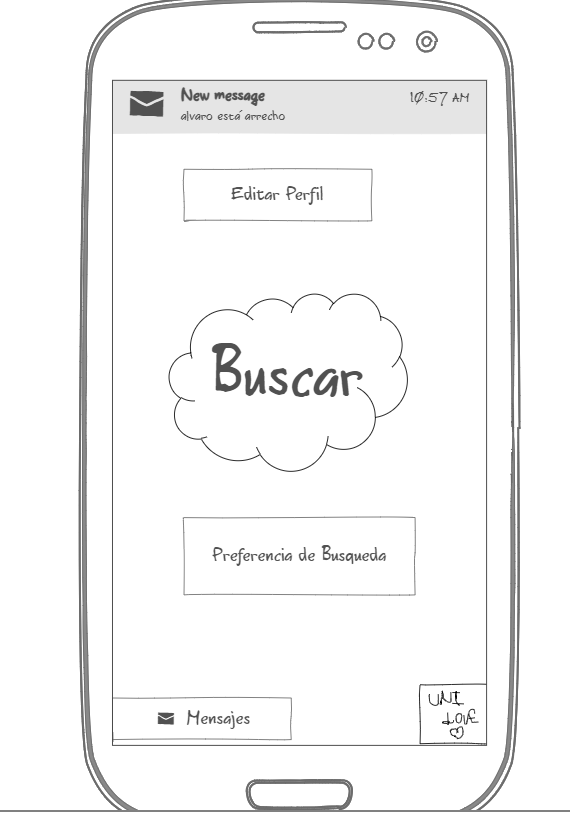 New message
10:57 AM
alvaro está arrecho
Editar Perfil
Buscar
Preferencia de Busqueda
Mensajes
UNI
LOVE